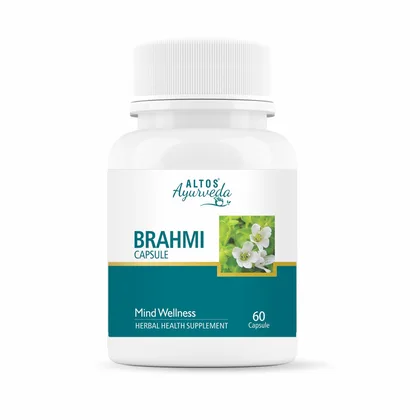 ALTOS®
Ayurveda
BRAHMI
CAPSULE
Mind Wellness
HERBAL HEALTH SUPPLEMENT
60
Capsule